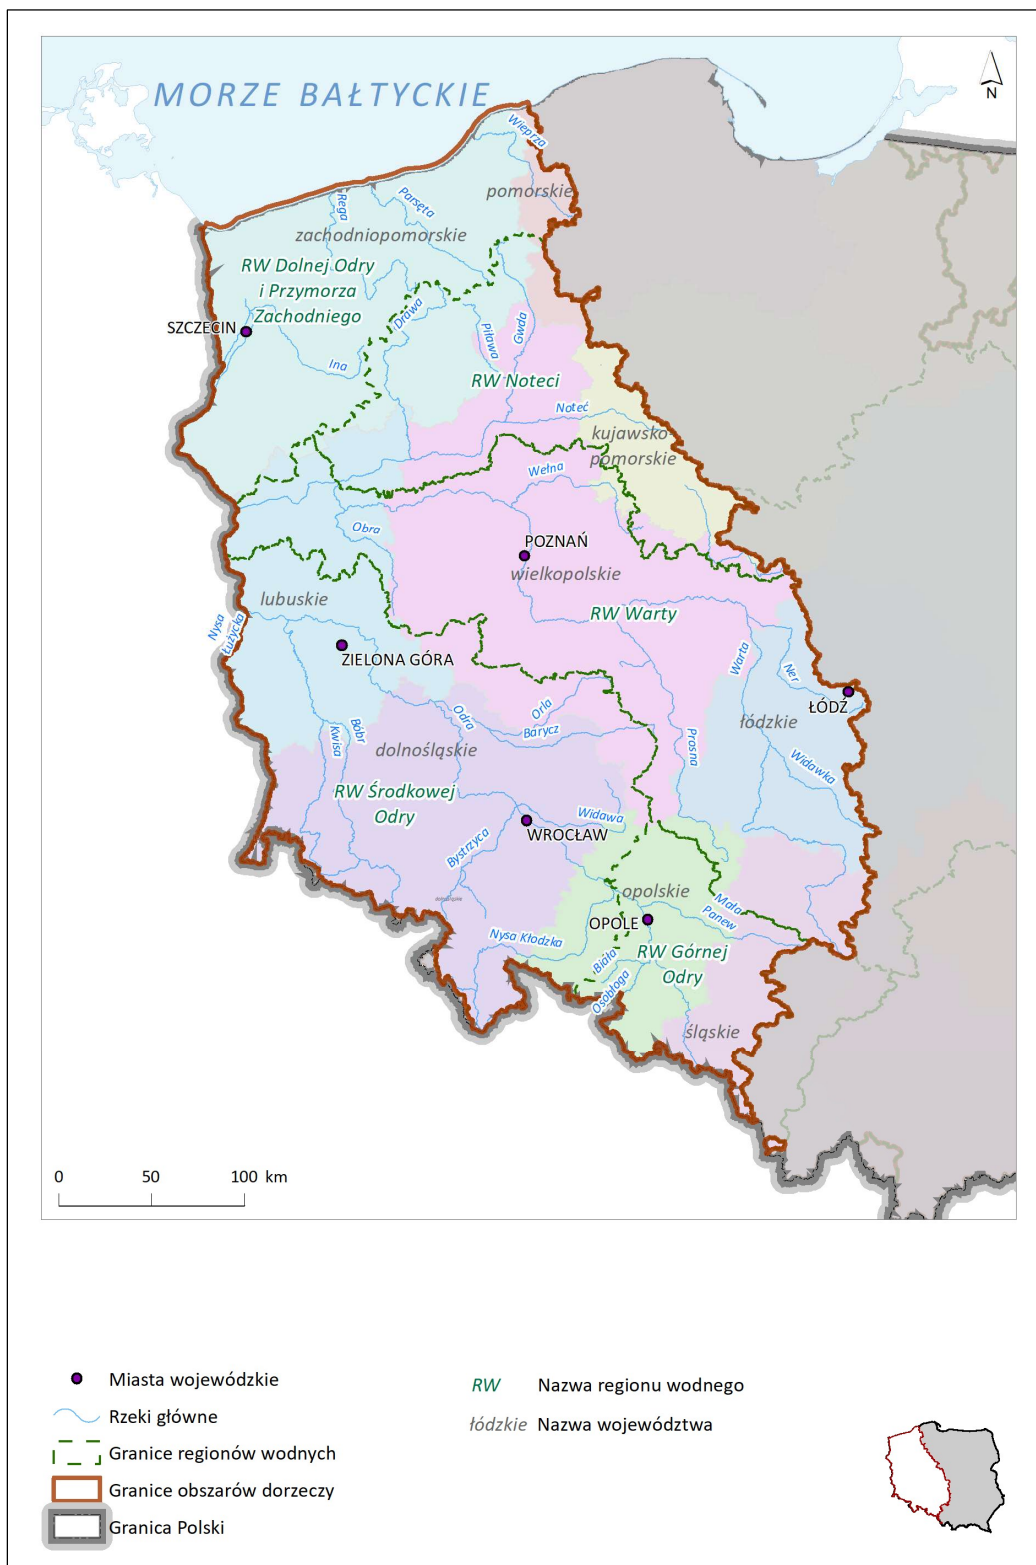 MORZE BAŁTYCKIE
N
Wieprza
pomorskie
Rega
Parsęta
zachodniopomorskie
RW Dolnej Odry
i Przymorza
Zachodniego
SZCZECIN
Drawa
Piława
Gwda
Ina
RW Noteci
Noteć
kujawsko
pomorskie
Wełna
Obra
POZNAŃ
wielkopolskie
lubuskie
RW Warty
Nysa
Łużycka
ZIELONA GÓRA
Warta
Ner
ŁÓDŹ
łódzkie
Orla
Odra
Barycz
Bóbr
Kwisa
dolnośląskie
Prosna
Widawka
RW Środkowej
Odry
Widawa
WROCŁAW
Bystrzyca
opolskie
dolnośląskie
Mała
Panew
OPOLE
Nysa Kłodzka
RW Górnej
Odry
Biała
Osobłoga
śląskie
0 50 100 km
Miasta wojewódzkie
Rzeki główne
Granice regionów wodnych
Granice obszarów dorzeczy
Granica Polski
RW Nazwa regionu wodnego
łódzkie Nazwa województwa